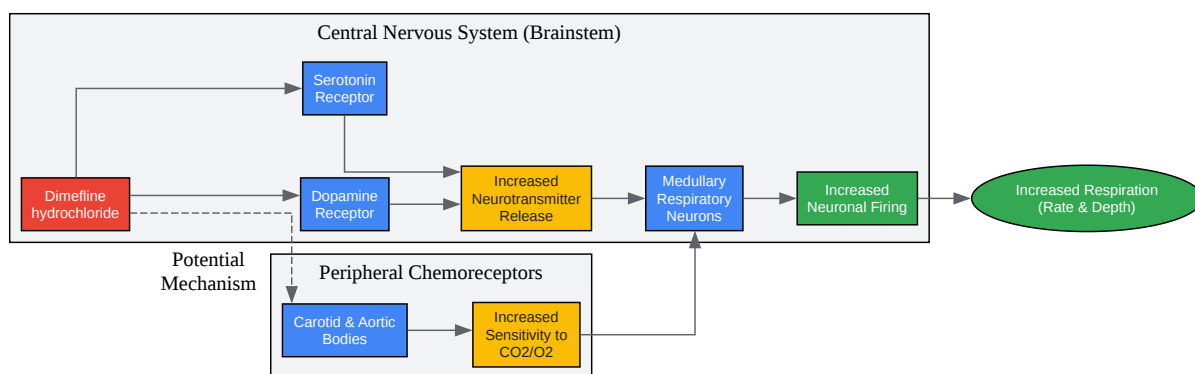 Central Nervous System (Brainstem)
Serotonin
Receptor
Dimefline
hydrochloride
Dopamine
Receptor
Increased
Neurotransmitter
Release
Medullary
Respiratory
Neurons
Increased
Neuronal Firing
Increased Respiration
(Rate & Depth)
Potential
Mechanism
Peripheral Chemoreceptors
Carotid & Aortic
Bodies
Increased
Sensitivity to
CO2/O2